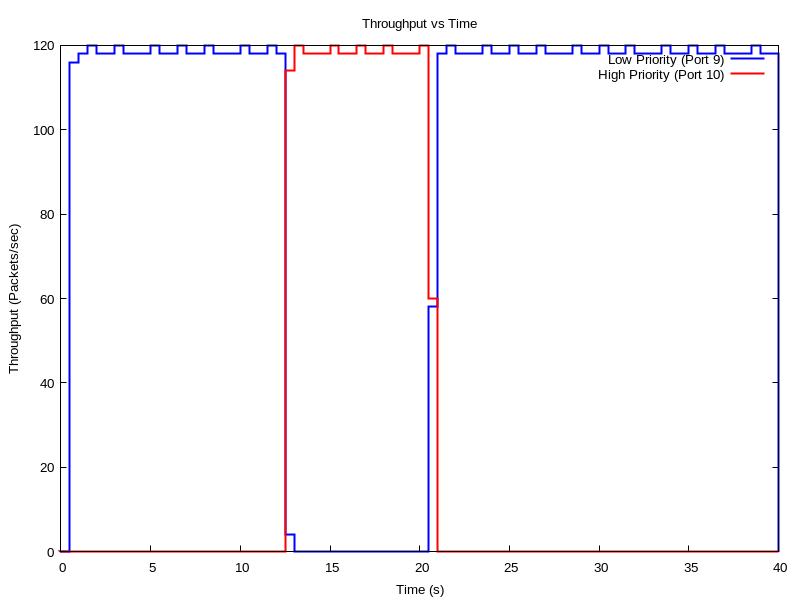 Throughput vs Time
120
100
80
60
40
20
0
Throughput (Packets/sec)
Low Priority (Port 9)
High Priority (Port 10)
0 5 10 15 20 25 30 35 40
Time (s)